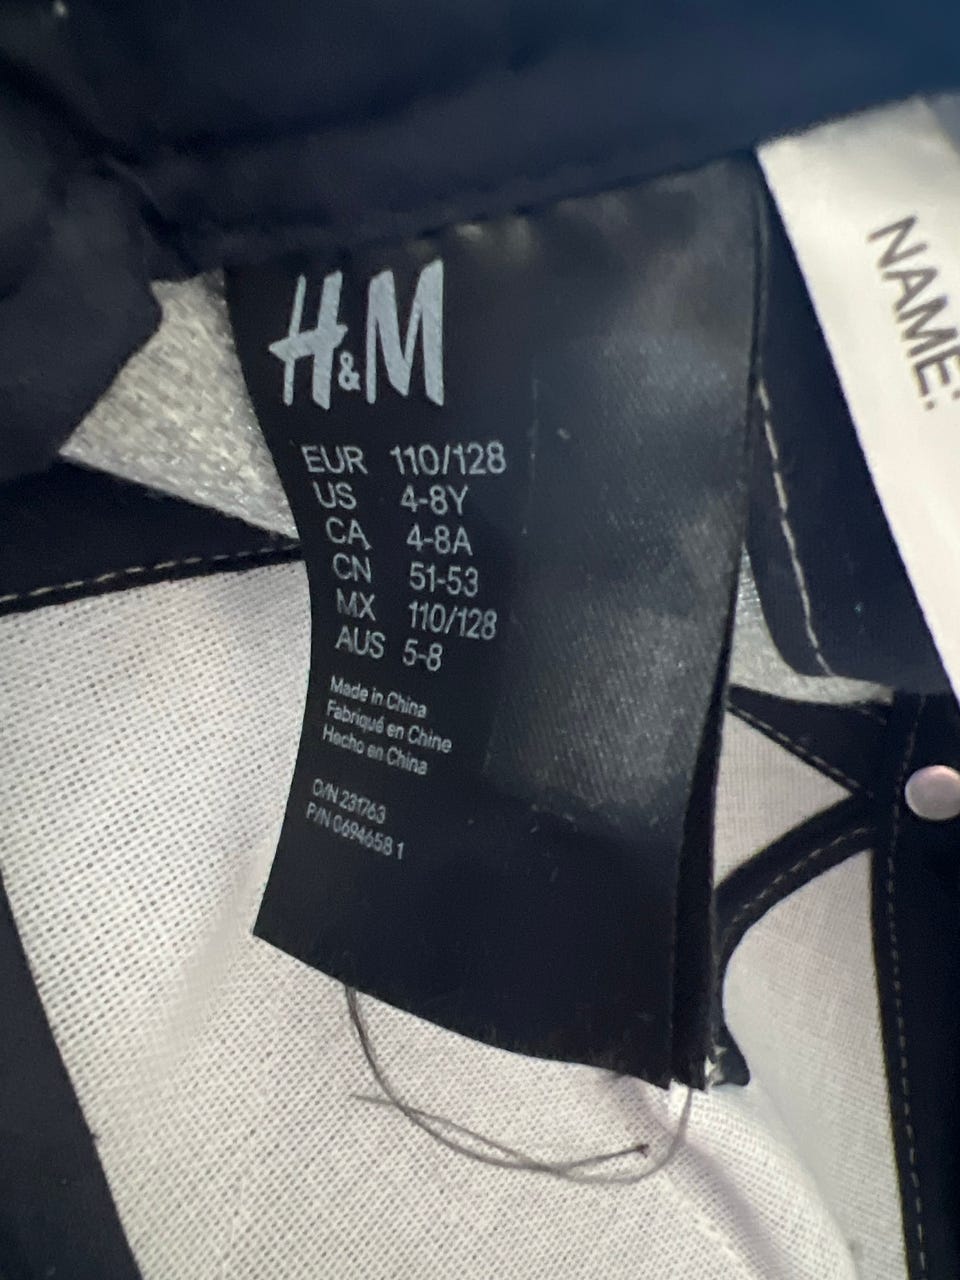 H&M
EUR 110/128
US 4-8Y
CA 4-8A
CN 51-53
MX 110/128
AUS 5-8
Made in China
Fabriqué en Chine
Hecho en China
O/N 231763
P/N 0694658 1
NAME: